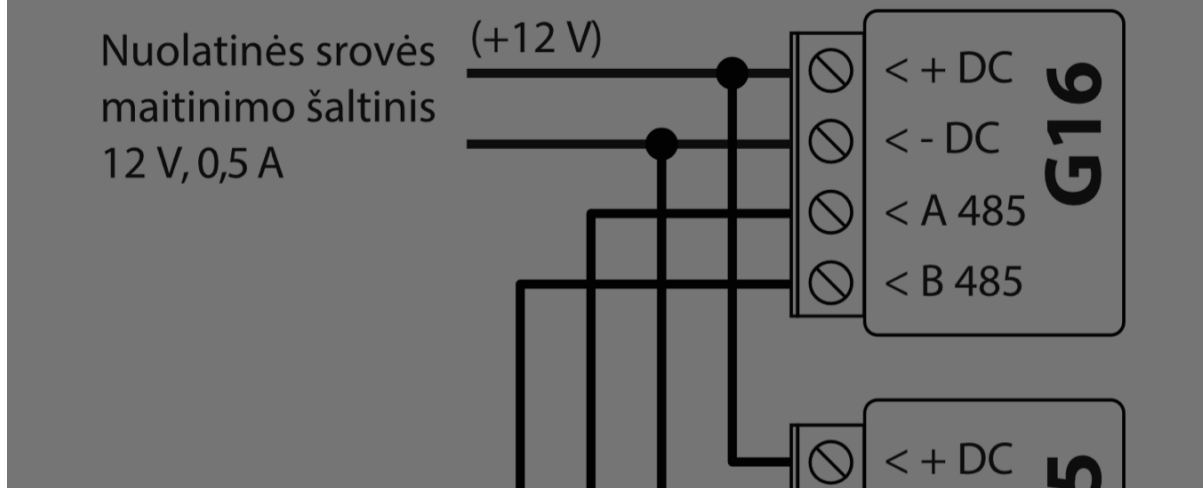 Nuolatinės srovės
maitinimo šaltinis
12 V, 0,5 A
(+12 V)
< + DC
< - DC
< A 485
< B 485
G16
< + DC